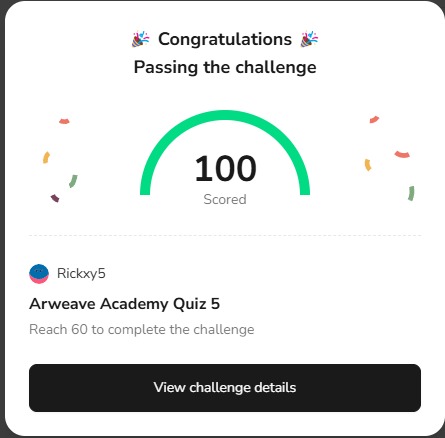 🎉 Congratulations 🎉
Passing the challenge
100
Scored
Rickxy5
Arweave Academy Quiz 5
Reach 60 to complete the challenge
View challenge details